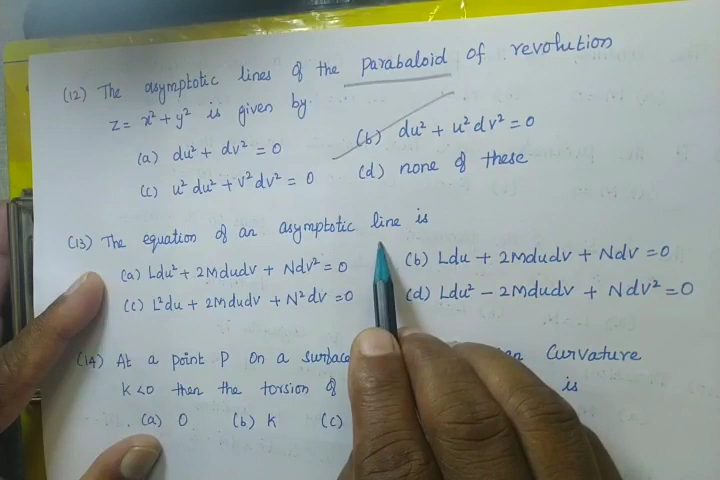 (12) The asymptotic lines of the parabaloid of revolution
z = x² + y² is given by
(a) du² + dv² = 0 (b) du² + u² dv² = 0
(c) u² du² + v² dv² = 0 (d) none of these
(13) The equation of an asymptotic line is
(a) Ldu² + 2Mdudv + Ndv² = 0 (b) Ldu + 2Mdudv + Ndv = 0
(c) L²du + 2Mdudv + N²dv = 0 (d) Ldu² - 2Mdudv + Ndv² = 0
(14) At a point P on a surface Curvature
K<0 then the torsion of is
(a) 0 (b) K (c)